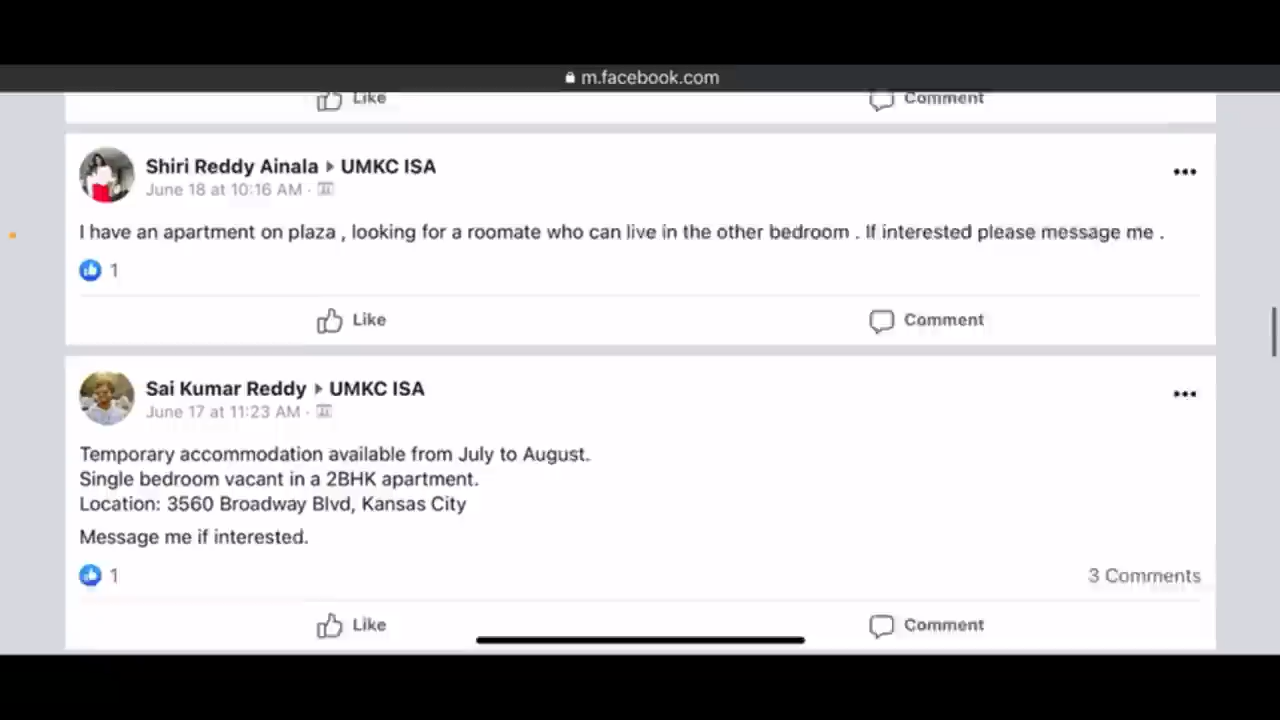 m.facebook.com
Like Comment
Shiri Reddy Ainala ▸ UMKC ISA
June 18 at 10:16 AM ·
I have an apartment on plaza , looking for a roomate who can live in the other bedroom . If interested please message me .
1
Like Comment
Sai Kumar Reddy ▸ UMKC ISA
June 17 at 11:23 AM ·
Temporary accommodation available from July to August.
Single bedroom vacant in a 2BHK apartment.
Location: 3560 Broadway Blvd, Kansas City
Message me if interested.
1 3 Comments
Like Comment